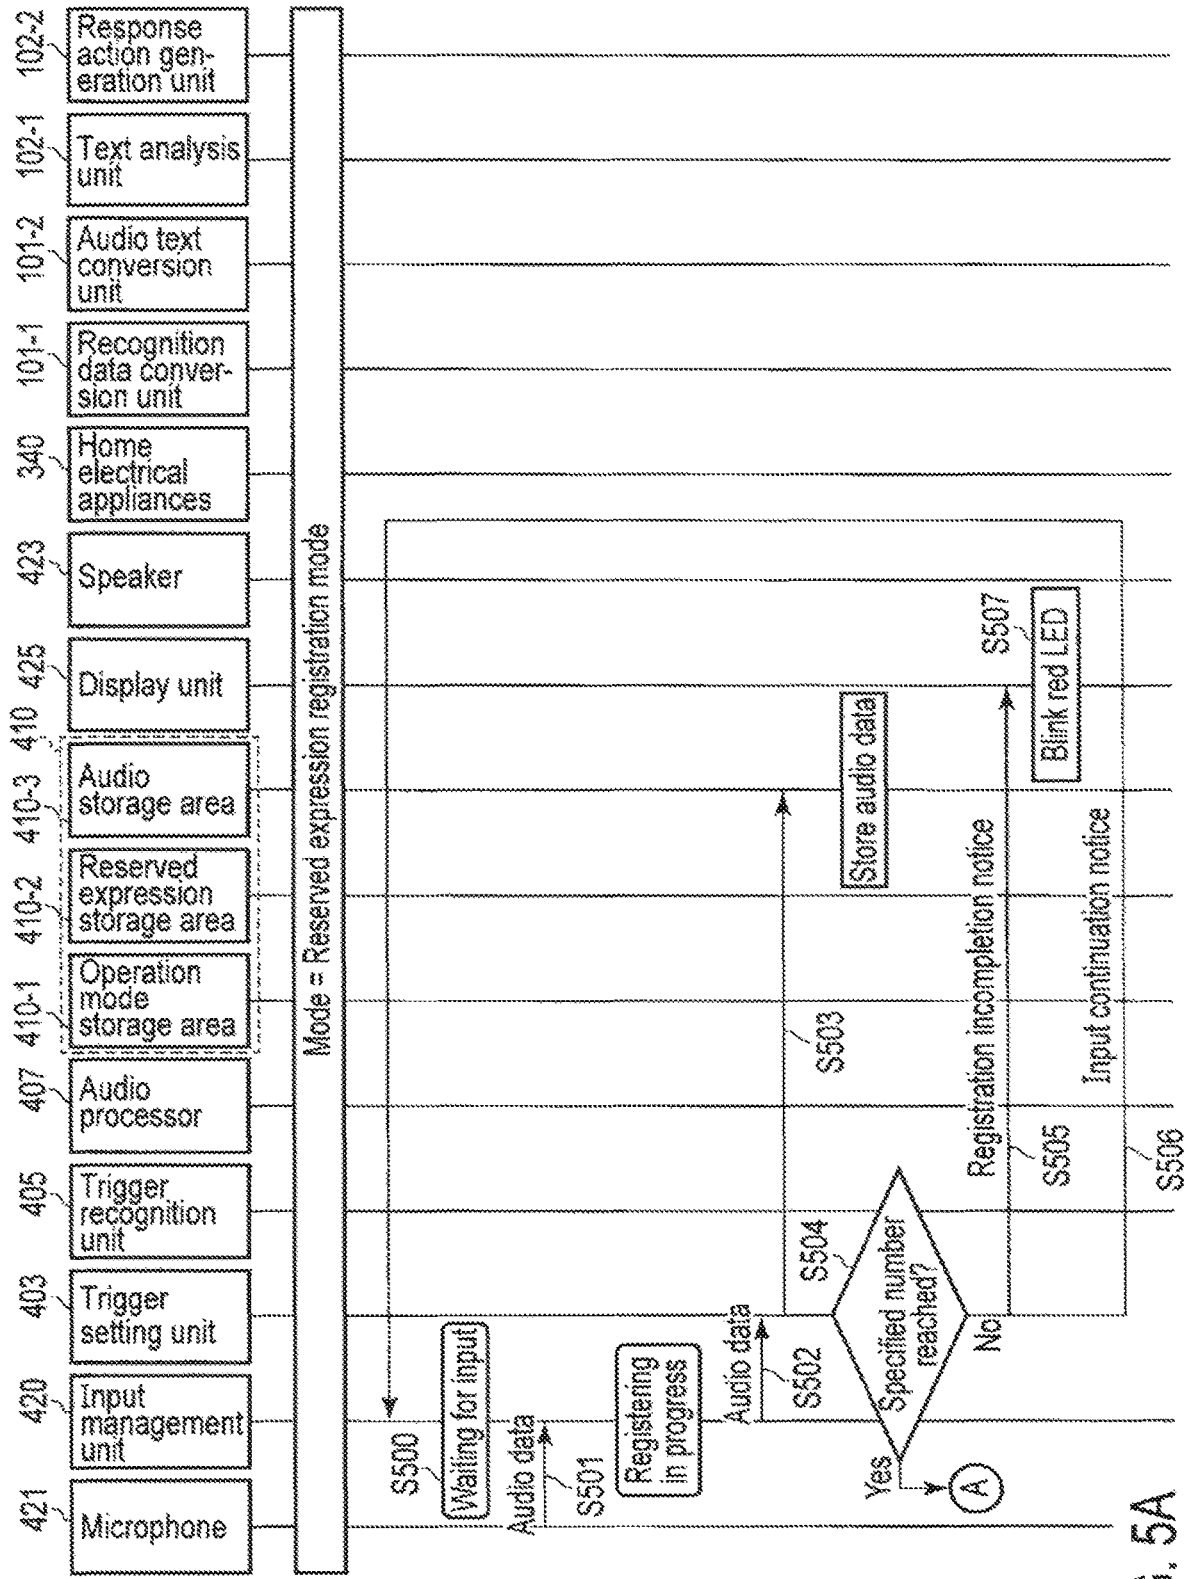 421
Microphone
420
Input
management
unit
403
Trigger
setting unit
405
Trigger
recognition
unit
407
Audio
processor
410-1
Operation
mode
storage area
410-2
Reserved
expression
storage area
410-3
Audio
storage area
410
425
Display unit
423
Speaker
340
Home
electrical
appliances
101-1
Recognition
data conver-
sion unit
101-2
Audio text
conversion
unit
102-1
Text analysis
unit
102-2
Response
action gen-
eration unit
Mode = Reserved expression registration mode
S500
Waiting for input
Audio data
S501
Registering
in progress
Audio data
S502
S503
Store audio data
S504
Specified number
reached?
Yes
A
No
Registration incompletion notice
S505
S507
Blink red LED
Input continuation notice
S506
5A